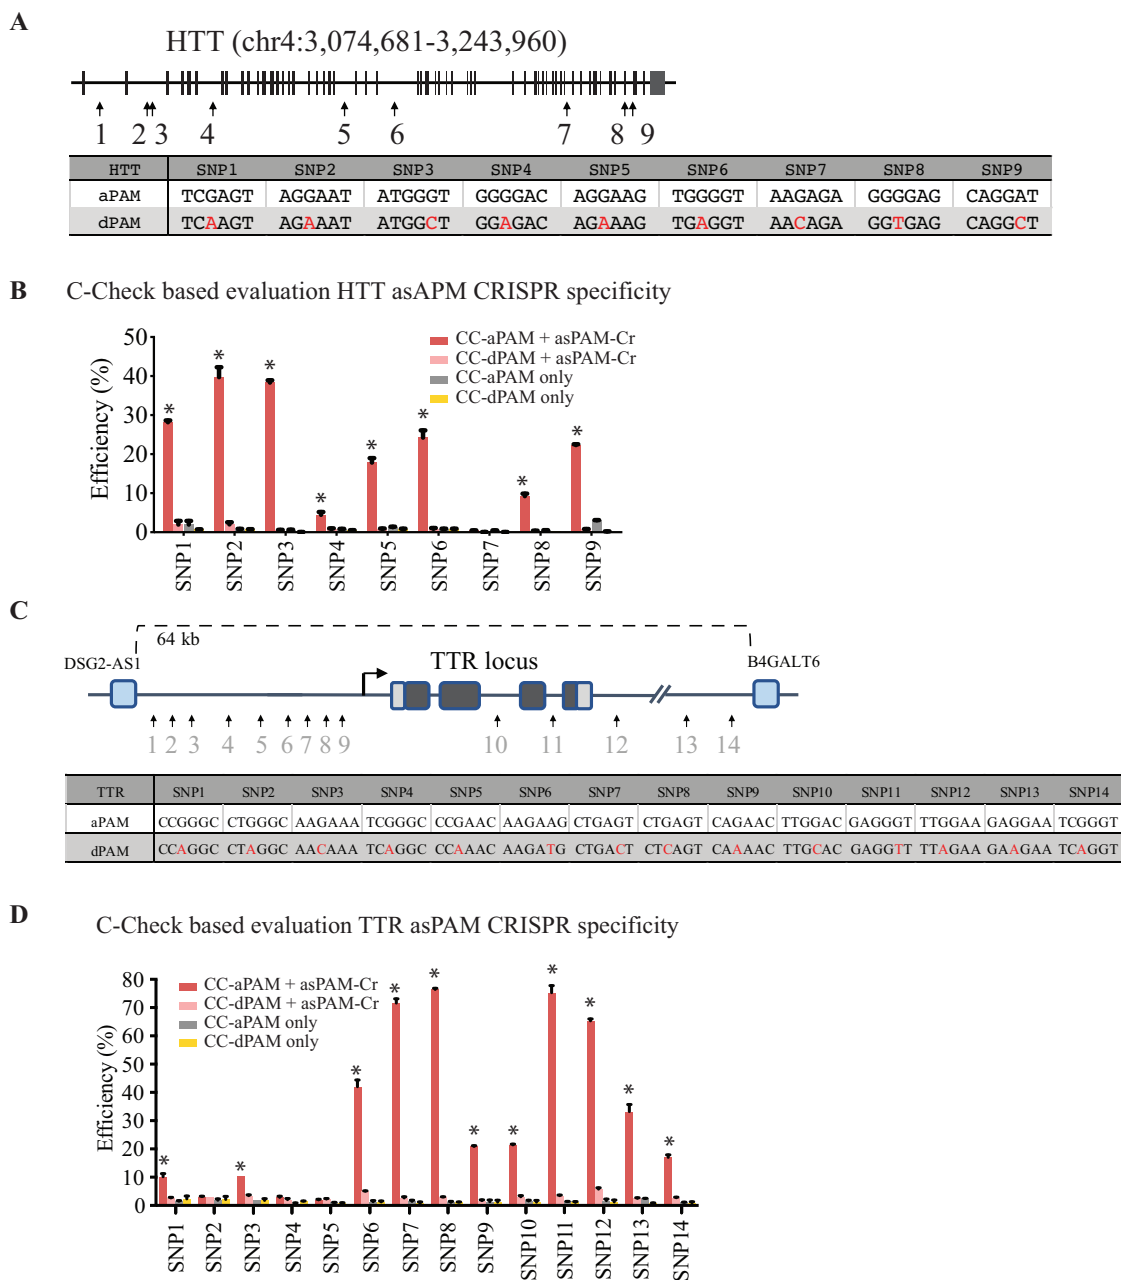 A
HTT (chr4:3,074,681-3,243,960)
1 2 3 4 5 6 7 8 9
HTT SNP1 SNP2 SNP3 SNP4 SNP5 SNP6 SNP7 SNP8 SNP9
aPAM TCGAGT AGGAAT ATGGGT GGGGAC AGGAAG TGGGGT AAGAGA GGGGAG CAGGAT
dPAM TCAAGT AGAAAT ATGGCT GGAGAC AGAAAG TGAGGT AACAGA GGTGAG CAGGCT
B C-Check based evaluation HTT asAPM CRISPR specificity
CC-aPAM + asPAM-Cr
CC-dPAM + asPAM-Cr
CC-aPAM only
CC-dPAM only
Efficiency (%)
50
40
30
20
10
0
* * * * * * * *
SNP1 SNP2 SNP3 SNP4 SNP5 SNP6 SNP7 SNP8 SNP9
C
64 kb
DSG2-AS1 TTR locus B4GALT6
1 2 3 4 5 6 7 8 9 10 11 12 13 14
TTR SNP1 SNP2 SNP3 SNP4 SNP5 SNP6 SNP7 SNP8 SNP9 SNP10 SNP11 SNP12 SNP13 SNP14
aPAM CCGGGC CTGGGC AAGAAA TCGGGC CCGAAC AAGAAG CTGAGT CTGAGT CAGAAC TTGGAC GAGGGT TTGGAA GAGGAA TCGGGT
dPAM CCAGGC CTAGGC AACAAA TCAGGC CCAAAC AAGATG CTGACT CTCAGT CAAAAC TTGCAC GAGGTT TTAGAA GAAGAA TCAGGT
D C-Check based evaluation TTR asPAM CRISPR specificity
CC-aPAM + asPAM-Cr
CC-dPAM + asPAM-Cr
CC-aPAM only
CC-dPAM only
Efficiency (%)
80
70
60
50
40
30
20
10
0
* * * * * * * * * * *
SNP1 SNP2 SNP3 SNP4 SNP5 SNP6 SNP7 SNP8 SNP9 SNP10 SNP11 SNP12 SNP13 SNP14